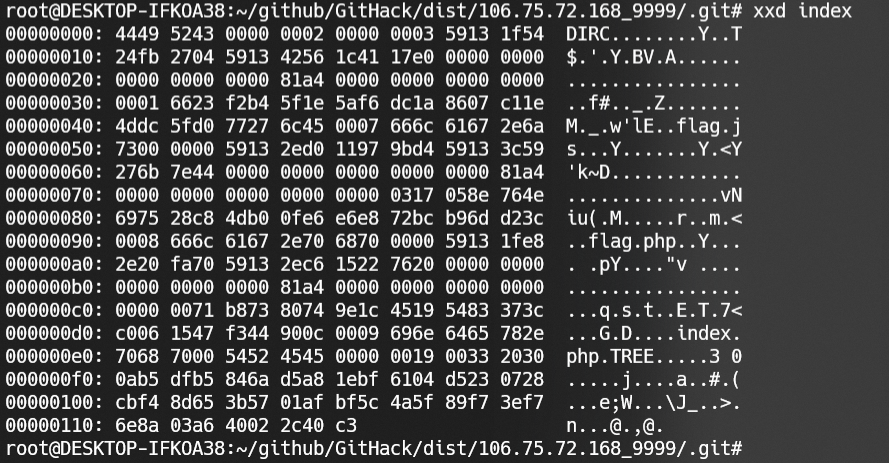 root@DESKTOP-IFKOA38:~/github/GitHack/dist/106.75.72.168_9999/.git# xxd index
00000000: 4449 5243 0000 0002 0000 0003 5913 1f54  DIRC........Y..T
00000010: 24fb 2704 5913 4256 1c41 17e0 0000 0000  $.'.Y.BV.A......
00000020: 0000 0000 0000 81a4 0000 0000 0000 0000  ................
00000030: 0001 6623 f2b4 5f1e 5af6 dc1a 8607 c11e  ..f#.._.Z.......
00000040: 4ddc 5fd0 7727 6c45 0007 666c 6167 2e6a  M._.w'lE..flag.j
00000050: 7300 0000 5913 2ed0 1197 9bd4 5913 3c59  s...Y.......Y.<Y
00000060: 276b 7e44 0000 0000 0000 0000 0000 81a4  'k~D............
00000070: 0000 0000 0000 0000 0000 0317 058e 764e  ..............vN
00000080: 6975 28c8 4db0 0fe6 e6e8 72bc b96d d23c  iu(.M.....r..m.<
00000090: 0008 666c 6167 2e70 6870 0000 5913 1fe8  ..flag.php..Y...
000000a0: 2e20 fa70 5913 2ec6 1522 7620 0000 0000  . .pY...."v ....
000000b0: 0000 0000 0000 81a4 0000 0000 0000 0000  ................
000000c0: 0000 0071 b873 8074 9e1c 4519 5483 373c  ...q.s.t..E.T.7<
000000d0: c006 1547 f344 900c 0009 696e 6465 782e  ...G.D....index.
000000e0: 7068 7000 5452 4545 0000 0019 0033 2030  php.TREE.....3 0
000000f0: 0ab5 dfb5 846a d5a8 1ebf 6104 d523 0728  .....j....a..#.(
00000100: cbf4 8d65 3b57 01af bf5c 4a5f 89f7 3ef7  ...e;W...\J_..>.
00000110: 6e8a 03a6 4002 2c40 c3                   n...@.,@.
root@DESKTOP-IFKOA38:~/github/GitHack/dist/106.75.72.168_9999/.git#